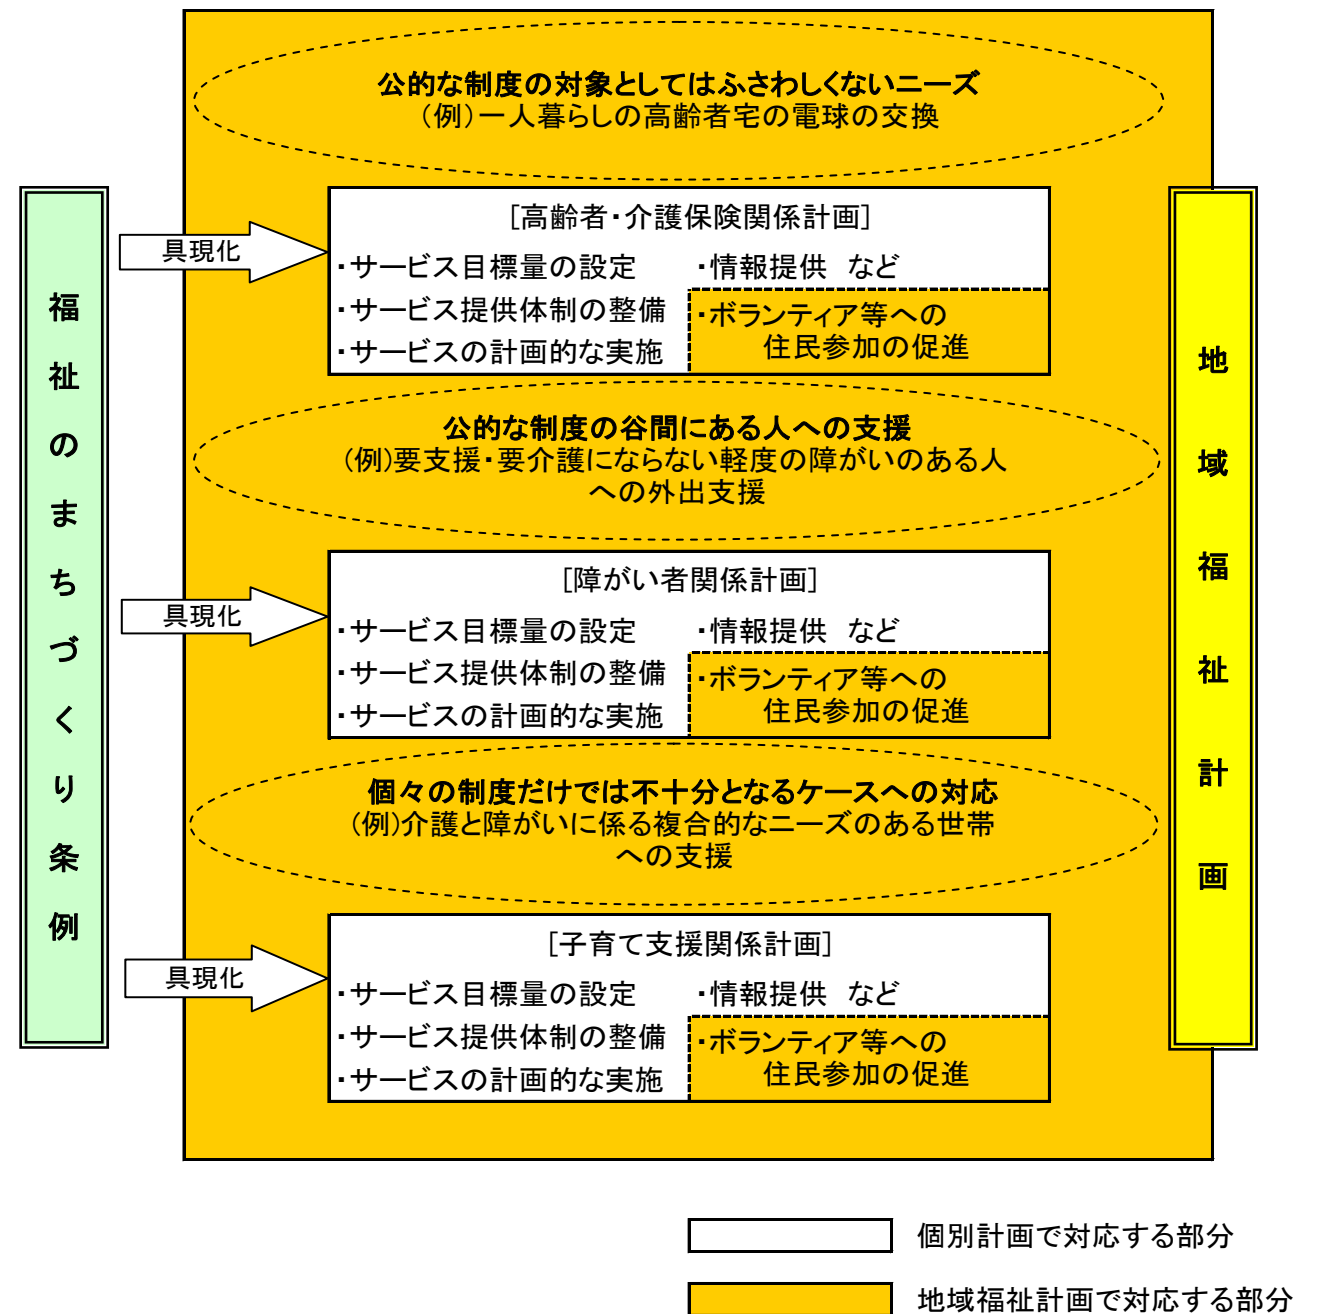 公的な制度の対象としてはふさわしくないニーズ
(例)一人暮らしの高齢者宅の電球の交換
福祉のまちづくり条例
具現化
[高齢者・介護保険関係計画]
・サービス目標量の設定 ・情報提供 など
・サービス提供体制の整備
・サービスの計画的な実施
・ボランティア等への
住民参加の促進
地域福祉計画
公的な制度の谷間にある人への支援
(例)要支援・要介護にならない軽度の障がいのある人
への外出支援
具現化
[障がい者関係計画]
・サービス目標量の設定 ・情報提供 など
・サービス提供体制の整備
・サービスの計画的な実施
・ボランティア等への
住民参加の促進
個々の制度だけでは不十分となるケースへの対応
(例)介護と障がいに係る複合的なニーズのある世帯
への支援
具現化
[子育て支援関係計画]
・サービス目標量の設定 ・情報提供 など
・サービス提供体制の整備
・サービスの計画的な実施
・ボランティア等への
住民参加の促進
個別計画で対応する部分
地域福祉計画で対応する部分